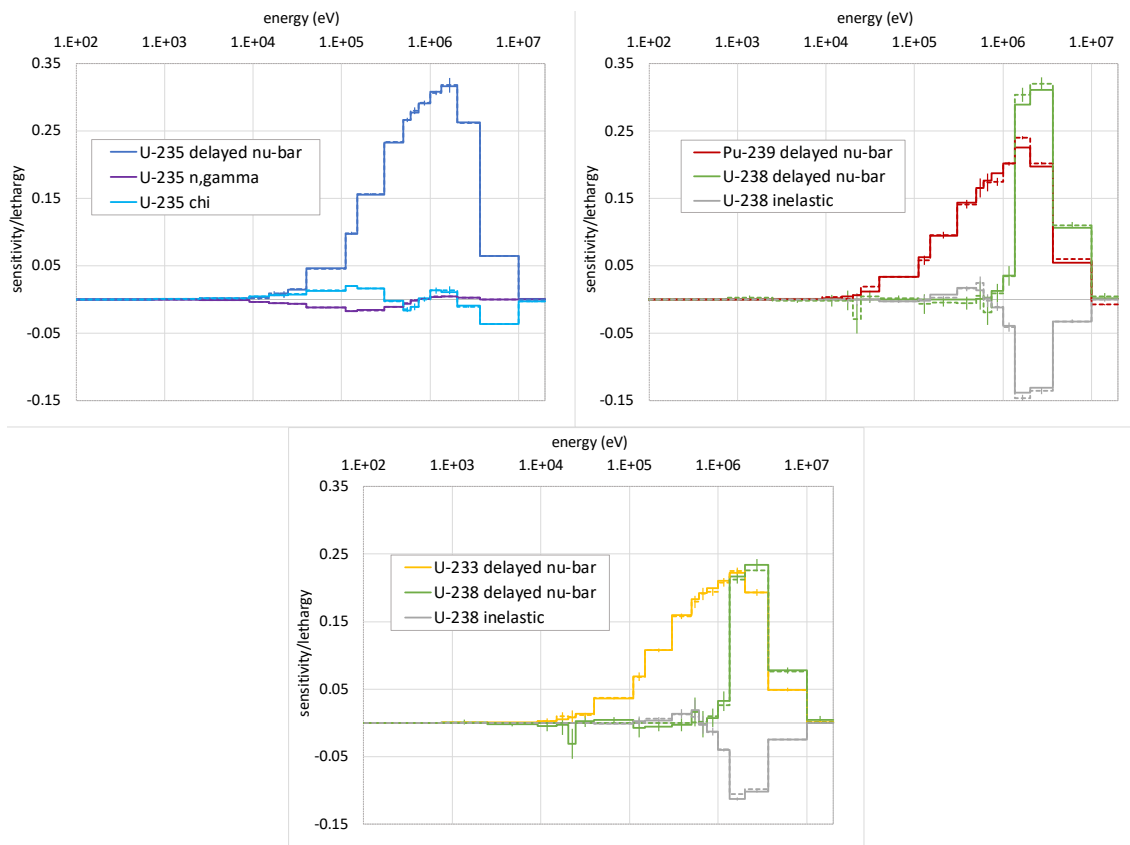 energy (eV)
1.E+02 1.E+03 1.E+04 1.E+05 1.E+06 1.E+07
0.35
0.25
0.15
0.05
-0.05
-0.15
sensitivity/lethargy
U-235 delayed nu-bar
U-235 n,gamma
U-235 chi
energy (eV)
1.E+02 1.E+03 1.E+04 1.E+05 1.E+06 1.E+07
0.35
0.25
0.15
0.05
-0.05
-0.15
sensitivity/lethargy
Pu-239 delayed nu-bar
U-238 delayed nu-bar
U-238 inelastic
energy (eV)
1.E+02 1.E+03 1.E+04 1.E+05 1.E+06 1.E+07
0.35
0.25
0.15
0.05
-0.05
-0.15
sensitivity/lethargy
U-233 delayed nu-bar
U-238 delayed nu-bar
U-238 inelastic